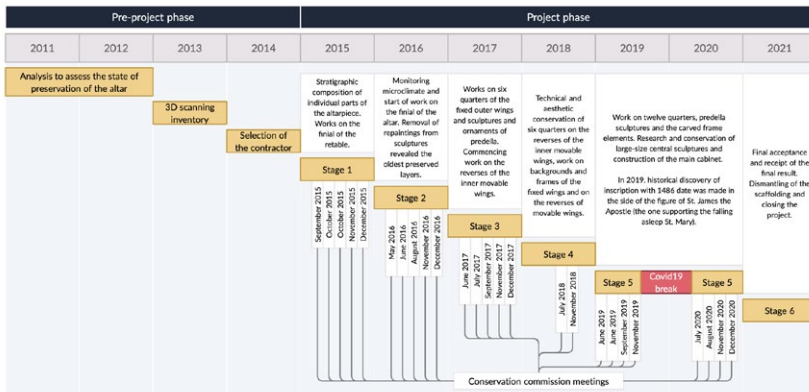 Pre-project phase
Project phase
2011
2012
2013
2014
2015
2016
2017
2018
2019
2020
2021
Analysis to assess the state of
preservation of the altar
3D scanning
inventory
Selection of
the contractor
Stratigraphic
composition of
individual parts of
the altarpiece.
Works on the
finial of the
retable.
Stage 1
September 2015
October 2015
October 2015
November 2015
December 2015
Monitoring
microclimate and
start of work on
the finial of the
altar. Removal of
repaintings from
sculptures
revealed the
oldest preserved
layers.
Stage 2
May 2016
June 2016
August 2016
November 2016
December 2016
Works on six
quarters of the
fixed outer wings
and sculptures and
ornaments of
predella.
Commencing
work on the
reverses of the
inner movable
wings.
Stage 3
June 2017
July 2017
September 2017
November 2017
December 2017
Technical and
aesthetic
conservation of
six quarters on the
reverses of the
inner movable
wings, work on
backgrounds and
frames of the
fixed wings and on
the reverses of
movable wings.
Stage 4
July 2018
November 2018
Work on twelve quarters, predella
sculptures and the carved frame
elements. Research and conservation of
large-size central sculptures and
construction of the main cabinet.
In 2019. historical discovery of
inscription with 1486 date was made in
the side of the figure of St. James the
Apostle (the one supporting the falling
asleep St. Mary).
Stage 5
Covid19
break
Stage 5
June 2019
June 2019
September 2019
November 2019
July 2020
August 2020
November 2020
December 2020
Final acceptance
and receipt of the
final result.
Dismantling of the
scaffolding and
closing the
project.
Stage 6
Conservation commission meetings